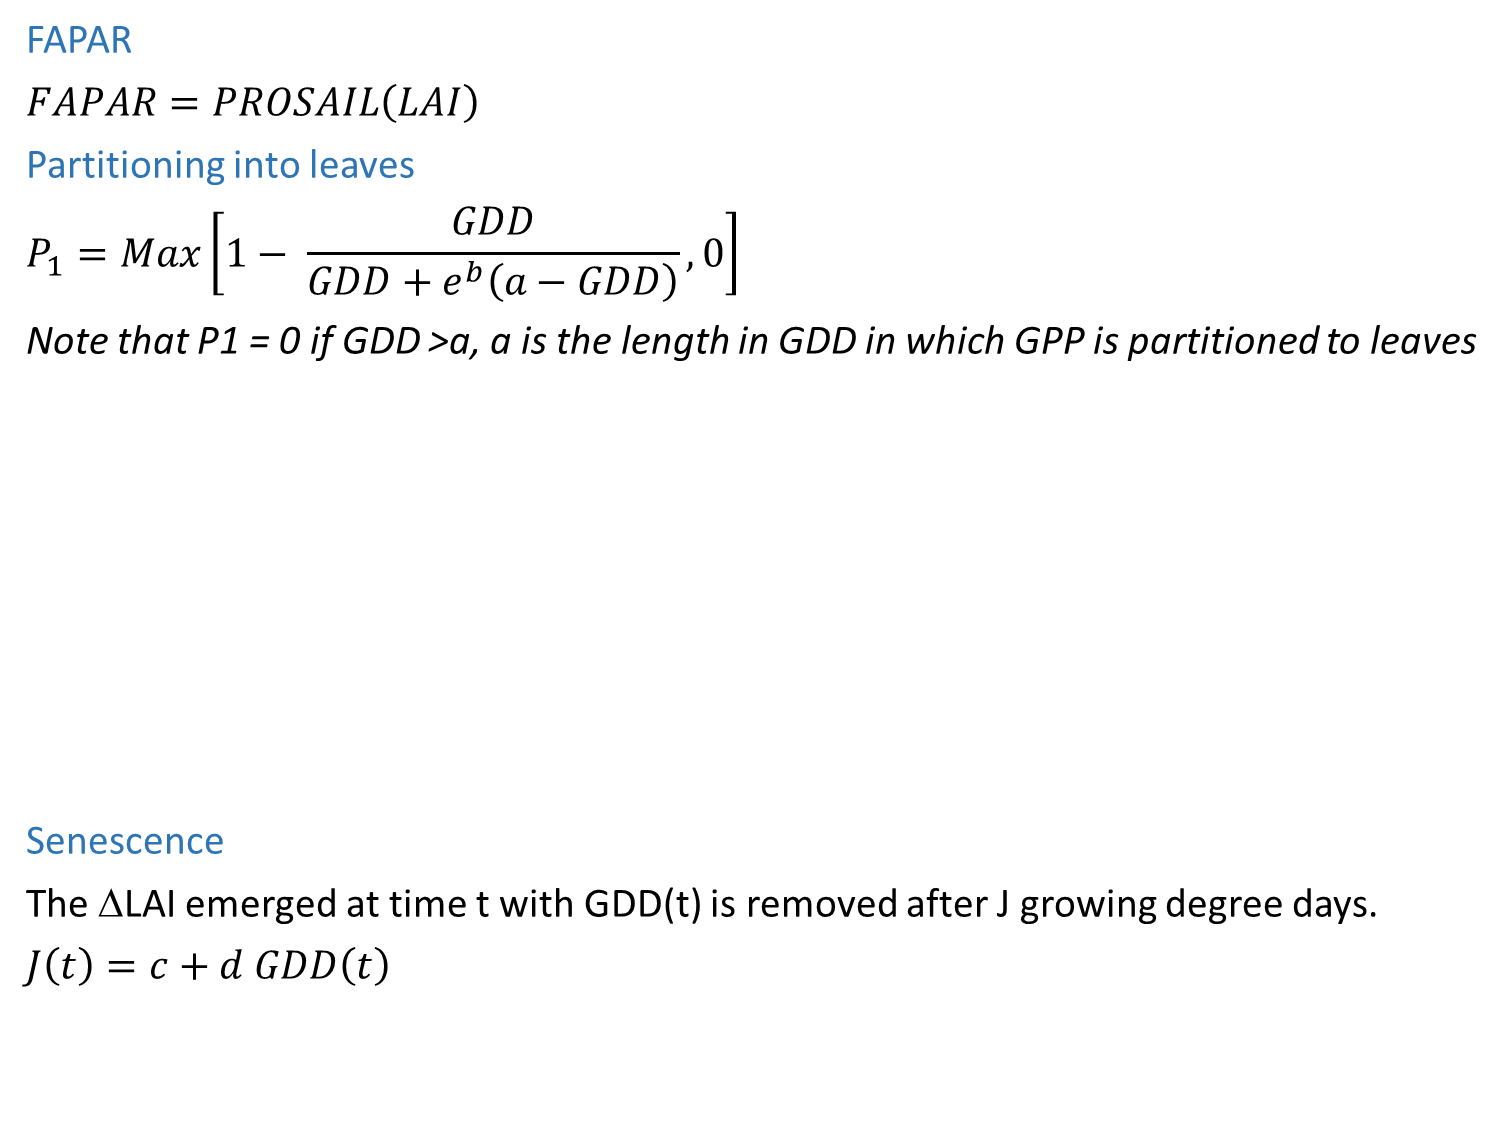 FAPAR
FAPAR = PROSAIL(LAI)
Partitioning into leaves
P₁ = Max [1 − GDD / (GDD + e^b(a − GDD)), 0]
Note that P1 = 0 if GDD >a, a is the length in GDD in which GPP is partitioned to leaves
Senescence
The ΔLAI emerged at time t with GDD(t) is removed after J growing degree days.
J(t) = c + d GDD(t)